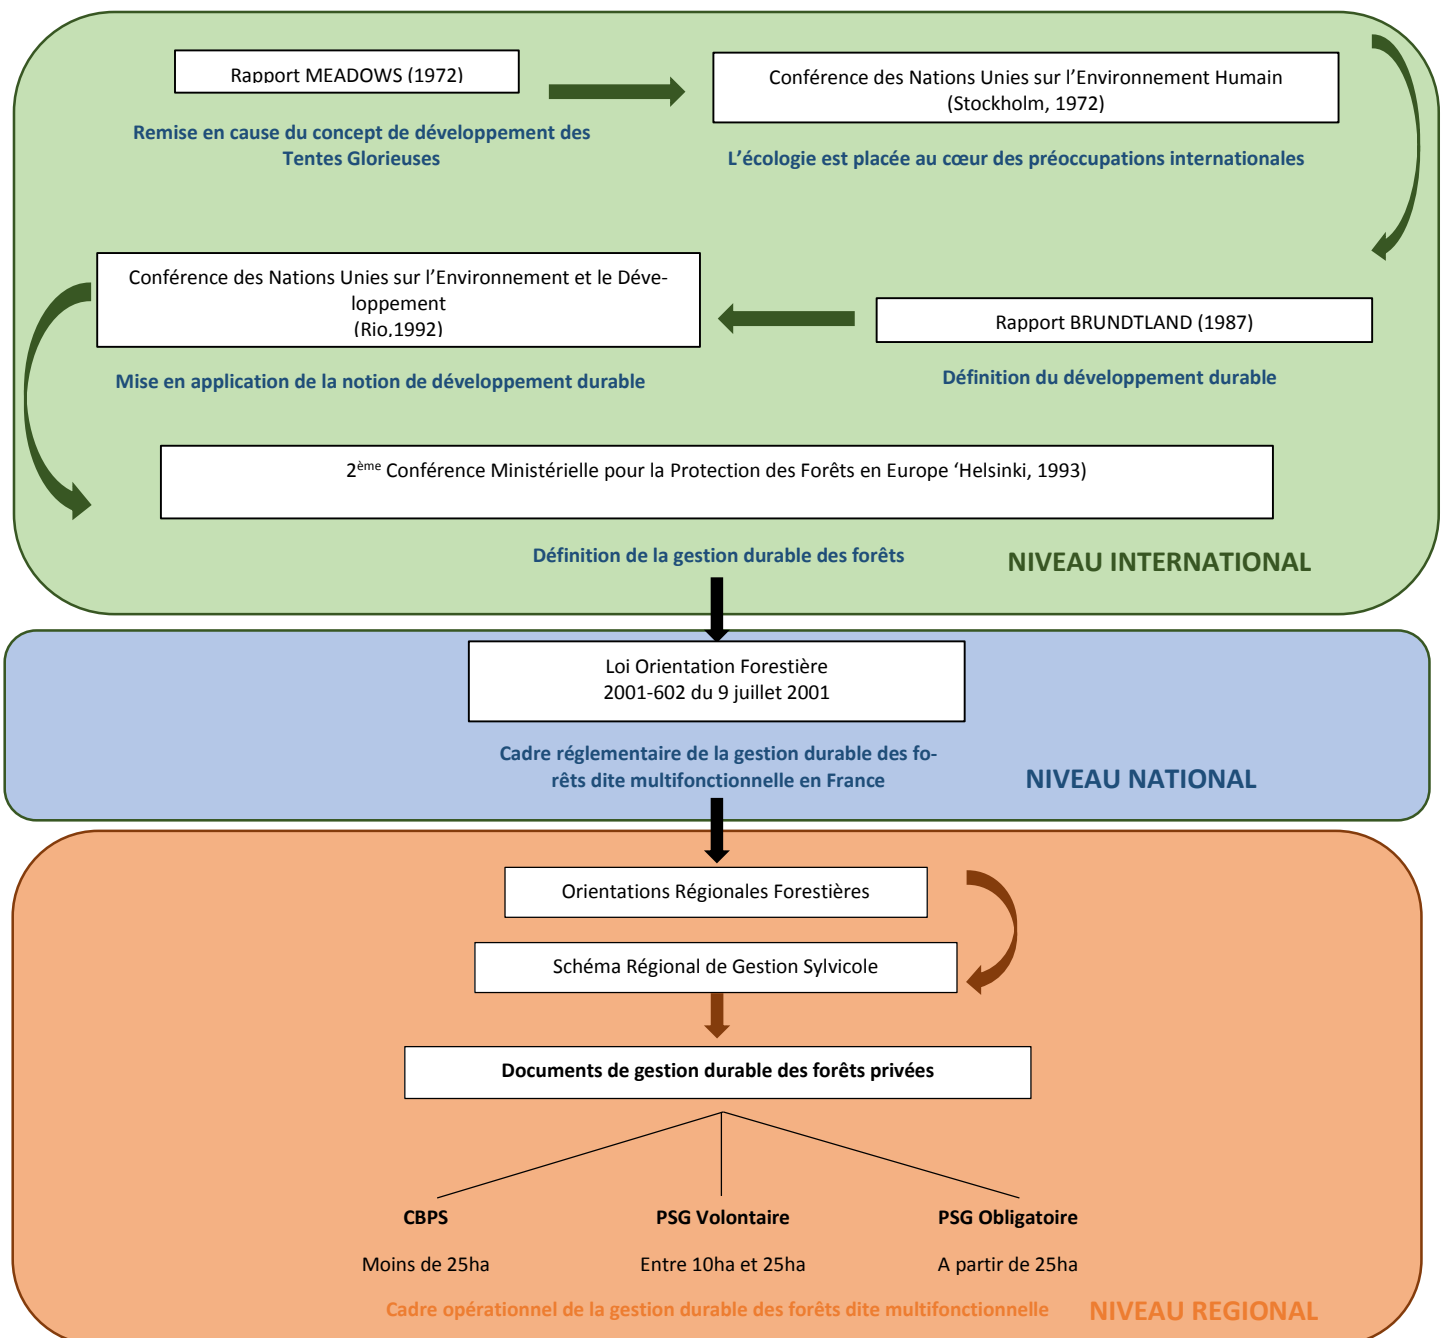 Rapport MEADOWS (1972)
Remise en cause du concept de développement des
Tentes Glorieuses
Conférence des Nations Unies sur l’Environnement Humain
(Stockholm, 1972)
L’écologie est placée au cœur des préoccupations internationales
Conférence des Nations Unies sur l’Environnement et le Déve-
loppement
(Rio,1992)
Mise en application de la notion de développement durable
Rapport BRUNDTLAND (1987)
Définition du développement durable
2ème Conférence Ministérielle pour la Protection des Forêts en Europe ‘Helsinki, 1993)
Définition de la gestion durable des forêts
NIVEAU INTERNATIONAL
Loi Orientation Forestière
2001-602 du 9 juillet 2001
Cadre réglementaire de la gestion durable des fo-
rêts dite multifonctionnelle en France
NIVEAU NATIONAL
Orientations Régionales Forestières
Schéma Régional de Gestion Sylvicole
Documents de gestion durable des forêts privées
CBPS
Moins de 25ha
PSG Volontaire
Entre 10ha et 25ha
PSG Obligatoire
A partir de 25ha
Cadre opérationnel de la gestion durable des forêts dite multifonctionnelle
NIVEAU REGIONAL